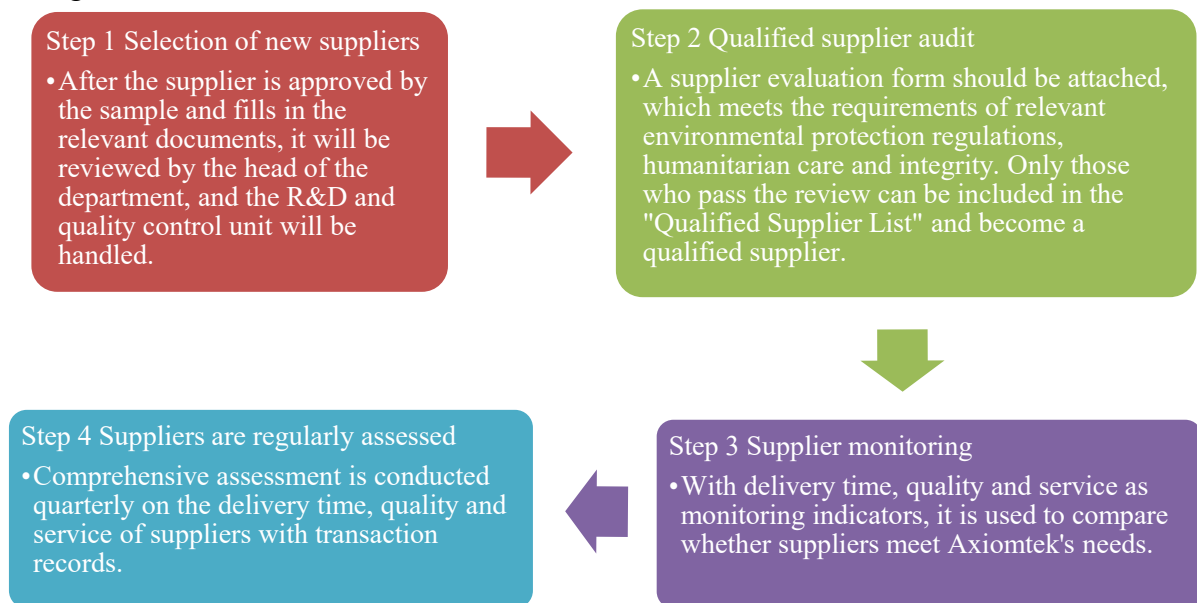 Step 1 Selection of new suppliers
•After the supplier is approved by
the sample and fills in the
relevant documents, it will be
reviewed by the head of the
department, and the R&D and
quality control unit will be
handled.
Step 2 Qualified supplier audit
•A supplier evaluation form should be attached,
which meets the requirements of relevant
environmental protection regulations,
humanitarian care and integrity. Only those
who pass the review can be included in the
"Qualified Supplier List" and become a
qualified supplier.
Step 3 Supplier monitoring
•With delivery time, quality and service as
monitoring indicators, it is used to compare
whether suppliers meet Axiomtek's needs.
Step 4 Suppliers are regularly assessed
•Comprehensive assessment is conducted
quarterly on the delivery time, quality and
service of suppliers with transaction
records.